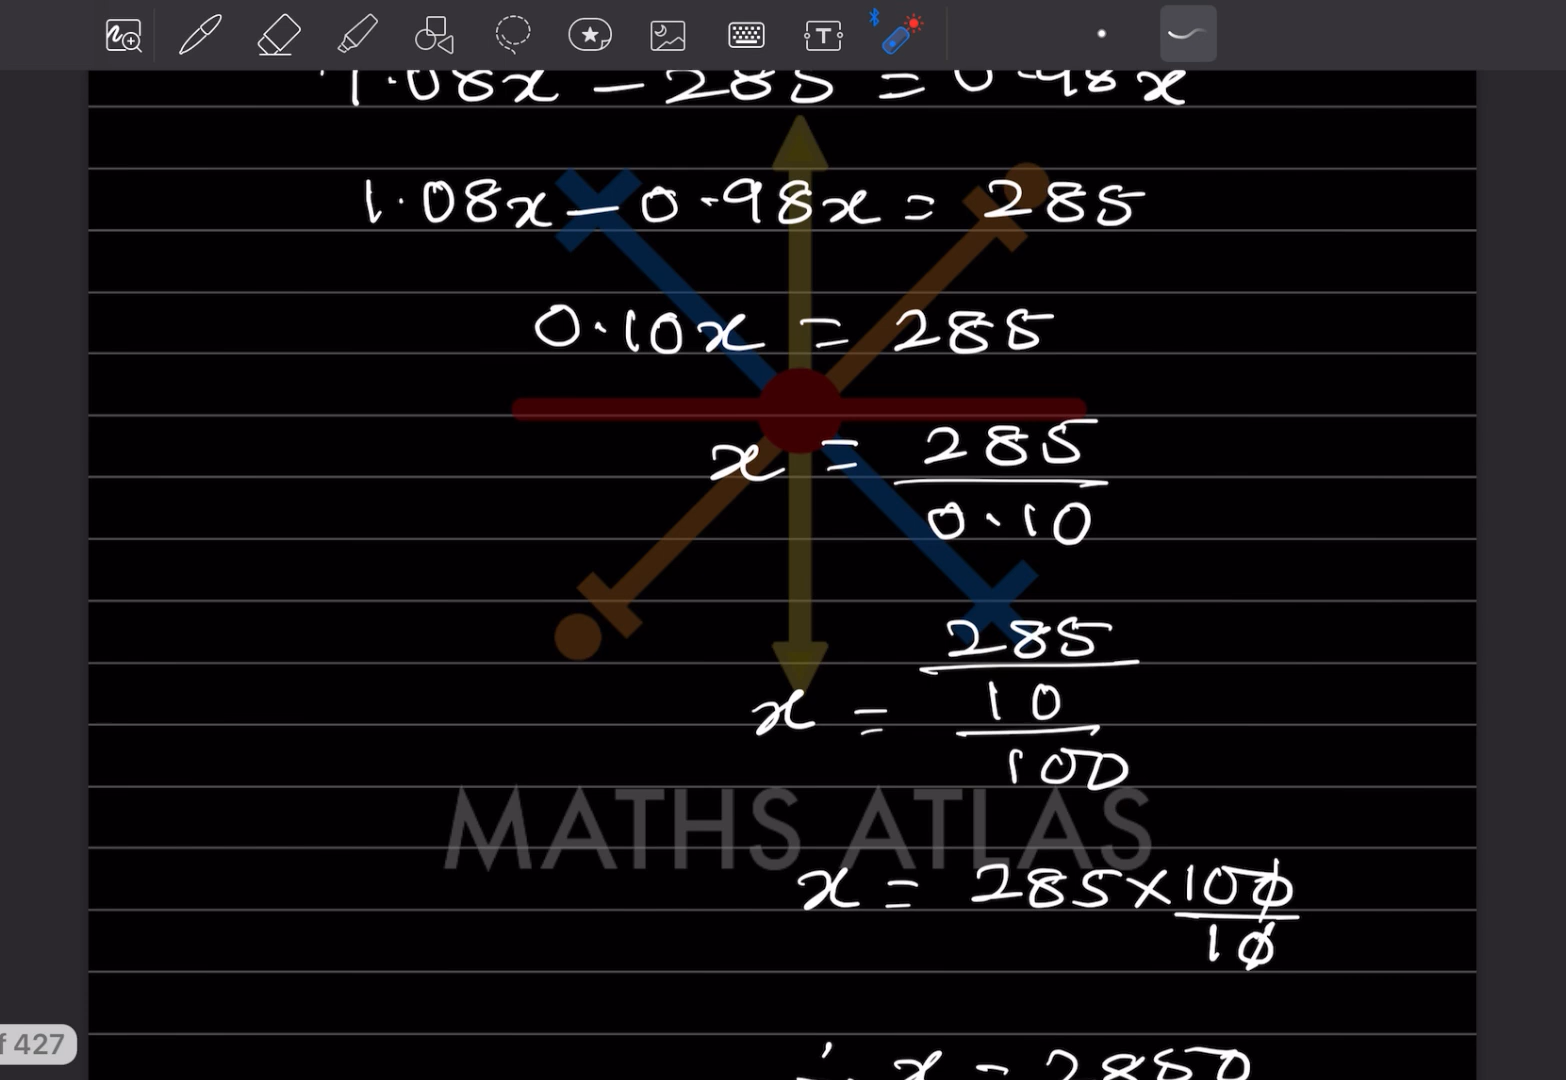 1.08x - 285 = 0.98x
1.08x - 0.98x = 285
0.10x = 285
x = 285
0.10
x = 285
10
100
MATHS ATLAS
x = 285 × 100
10
∴ x = 2850
f 427